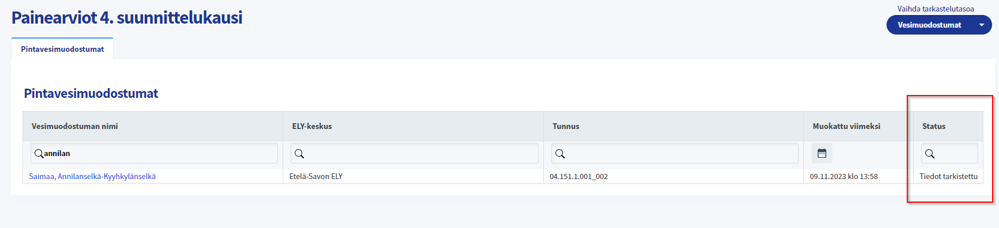 Painearviot 4. suunnittelukausi
Vaihda tarkastelutasoa
Vesimuodostumat
Pintavesimuodostumat
Pintavesimuodostumat
Vesimuodostuman nimi ELY-keskus Tunnus Muokattu viimeksi Status
annilan
Saimaa, Annilanselkä-Kyyhkylänselkä Etelä-Savon ELY 04.151.1.001_002 09.11.2023 klo 13:58 Tiedot tarkistettu